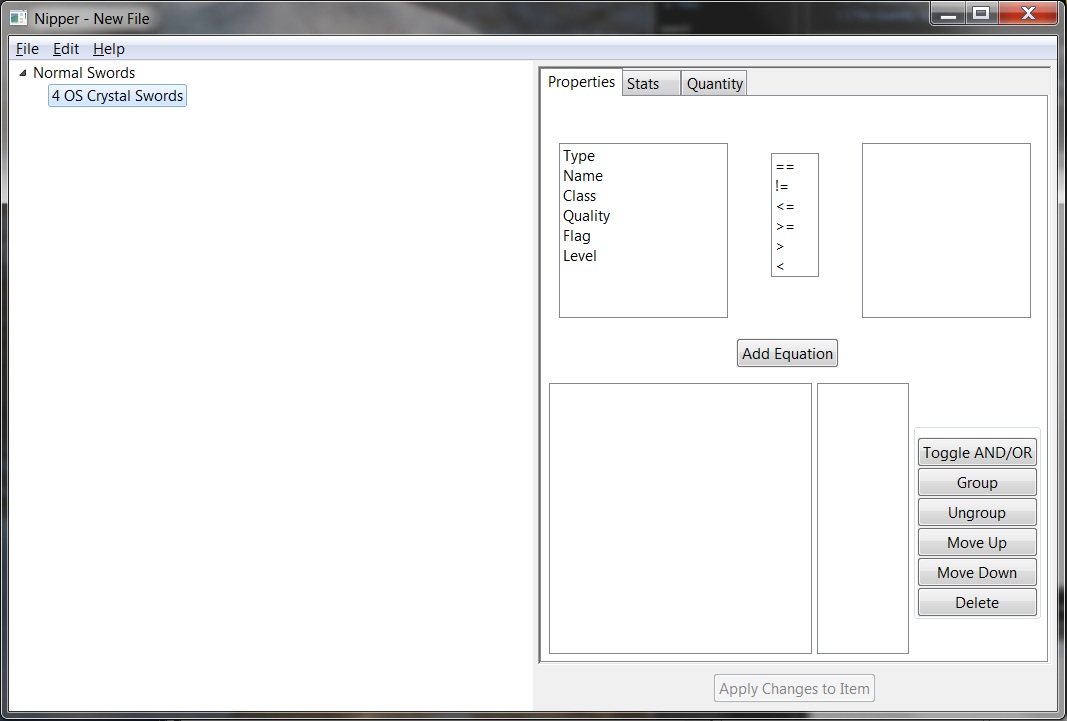 Nipper - New File
File Edit Help
Normal Swords
4 OS Crystal Swords
Properties Stats Quantity
Type
Name
Class
Quality
Flag
Level
==
!=
<=
>=
>
<
Add Equation
Toggle AND/OR
Group
Ungroup
Move Up
Move Down
Delete
Apply Changes to Item